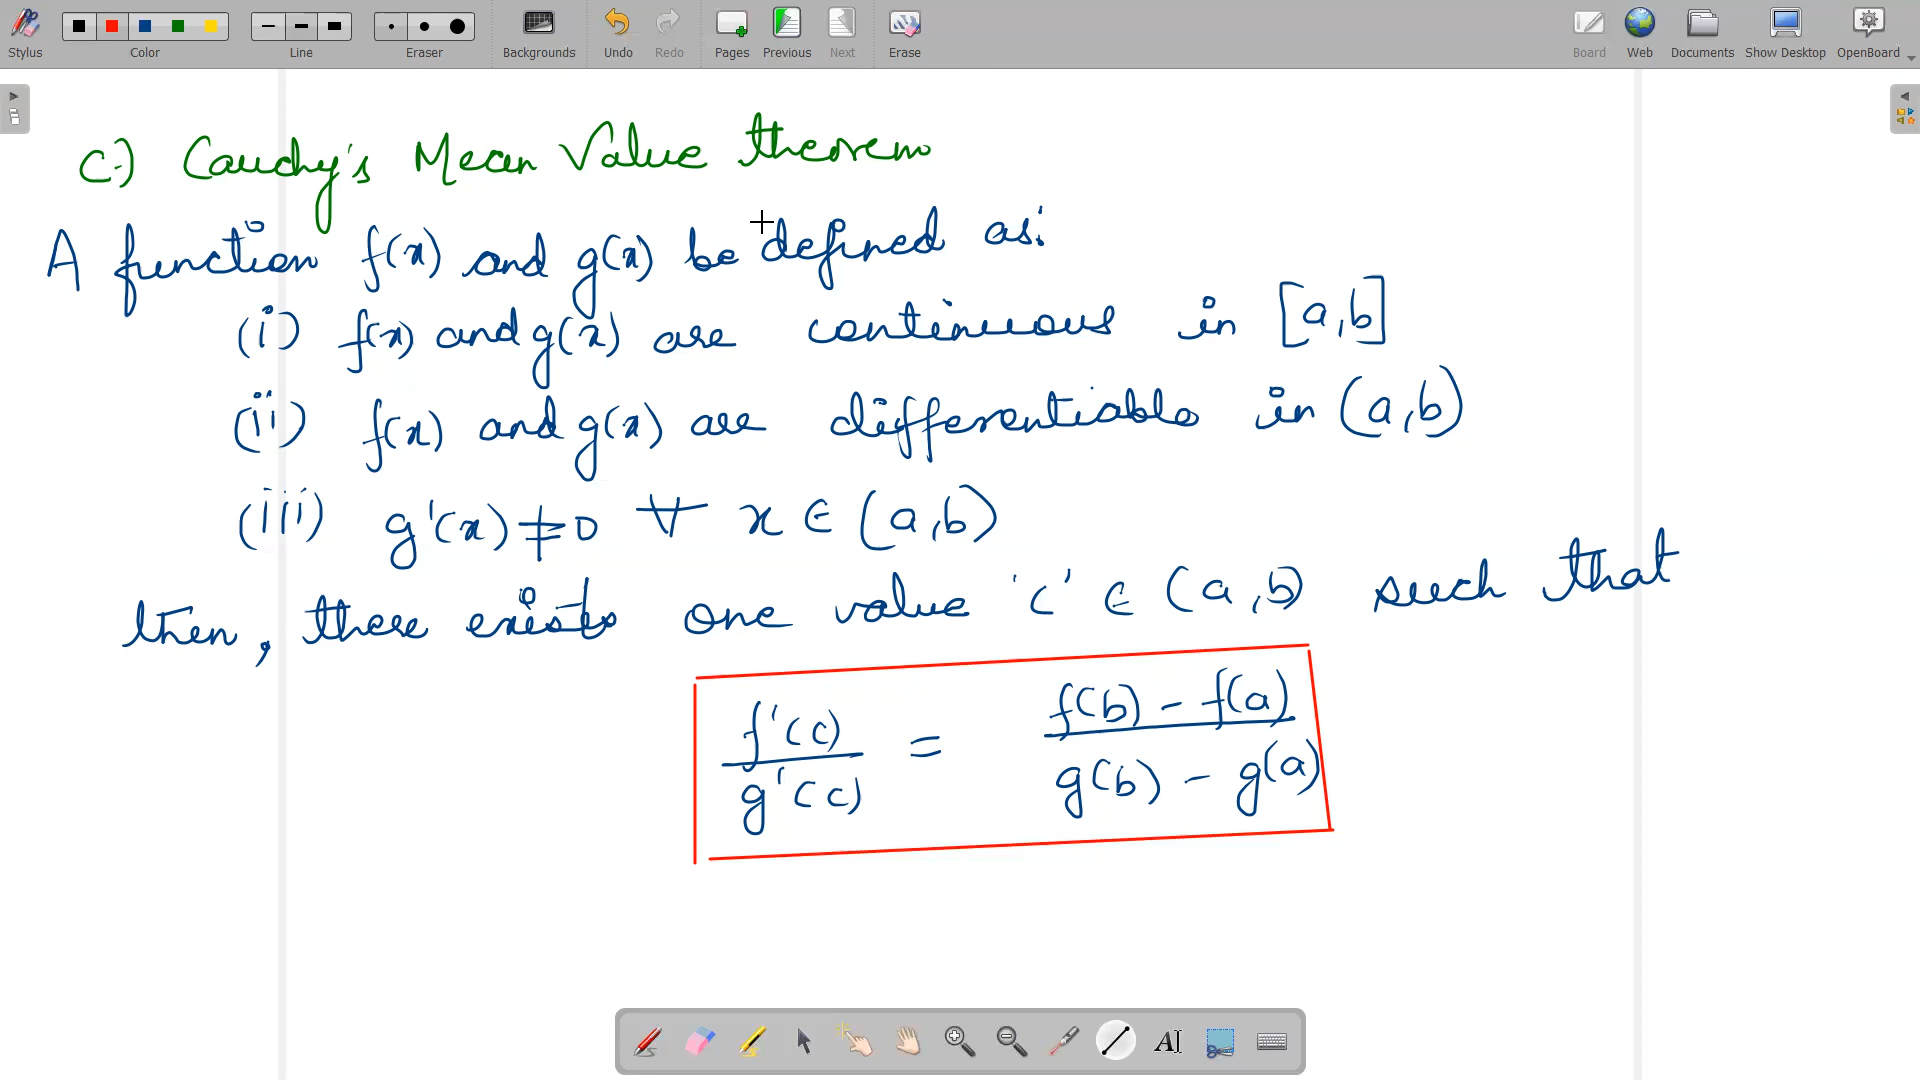 Stylus Color Line Eraser Backgrounds Undo Redo Pages Previous Next Erase Board Web Documents Show Desktop OpenBoard
C.) Cauchy's Mean Value theorem
A function f(x) and g(x) be defined as:
(i) f(x) and g(x) are continuous in [a,b]
(ii) f(x) and g(x) are differentiable in (a,b)
(iii) g'(x) ≠ 0 ∀ x ∈ (a,b)
then, there exists one value 'c' ∈ (a,b) such that
f'(c) / g'(c) = f(b) - f(a) / g(b) - g(a)
AI